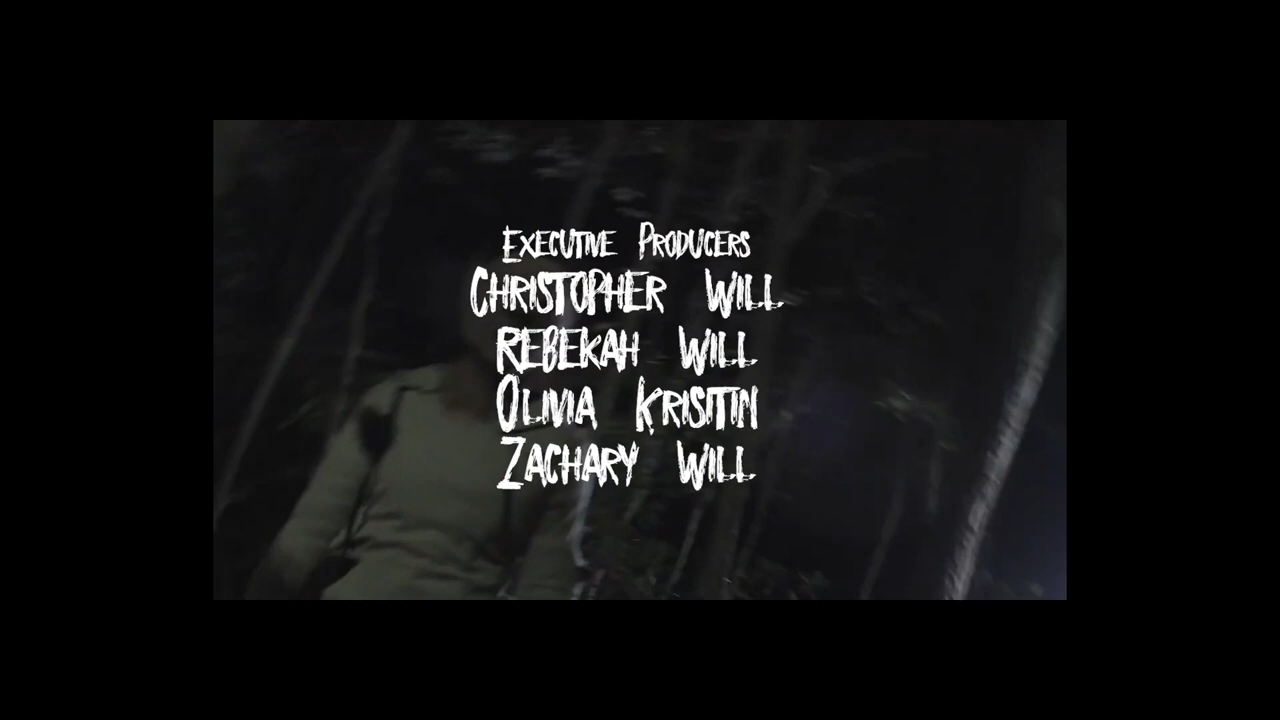 Executive Producers
Christopher Will
Rebekah Will
Olivia Krisitin
Zachary Will